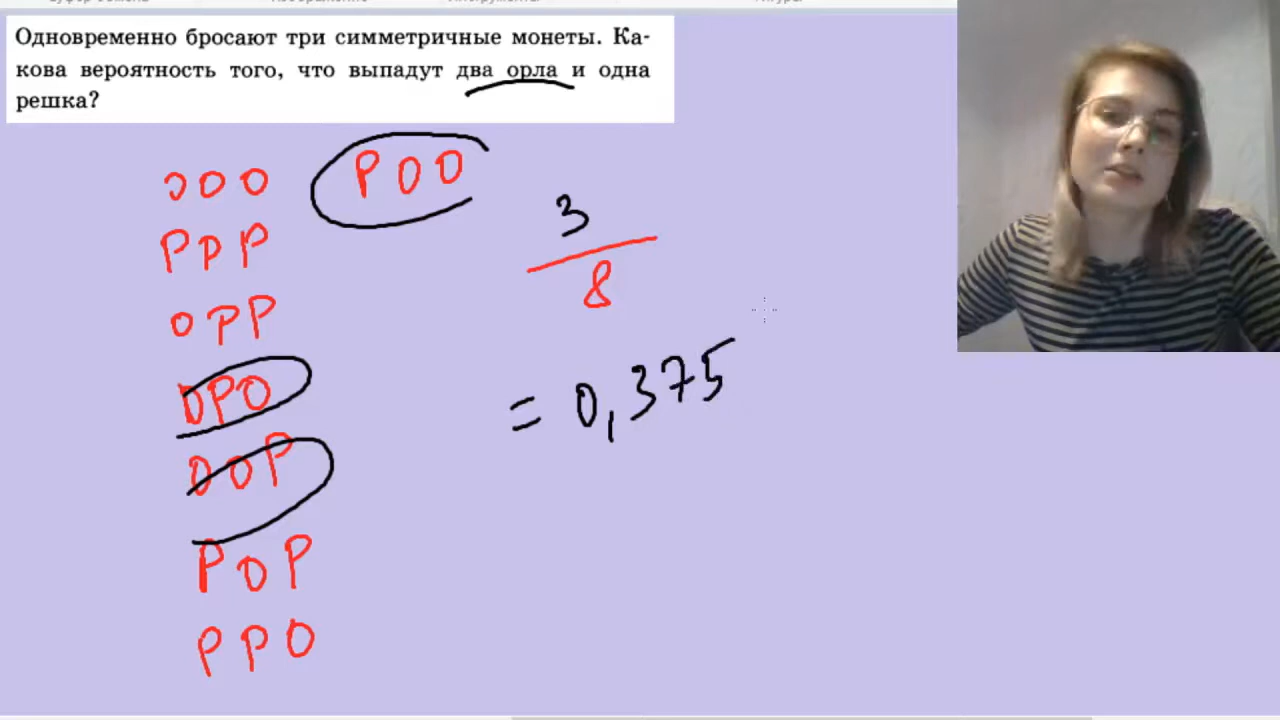 Одновременно бросают три симметричные монеты. Ка-
кова вероятность того, что выпадут два орла и одна
решка?
ООО РОО
РРР
ОРР
ОРО
ООР
РОР
РРО
3
8
= 0,375